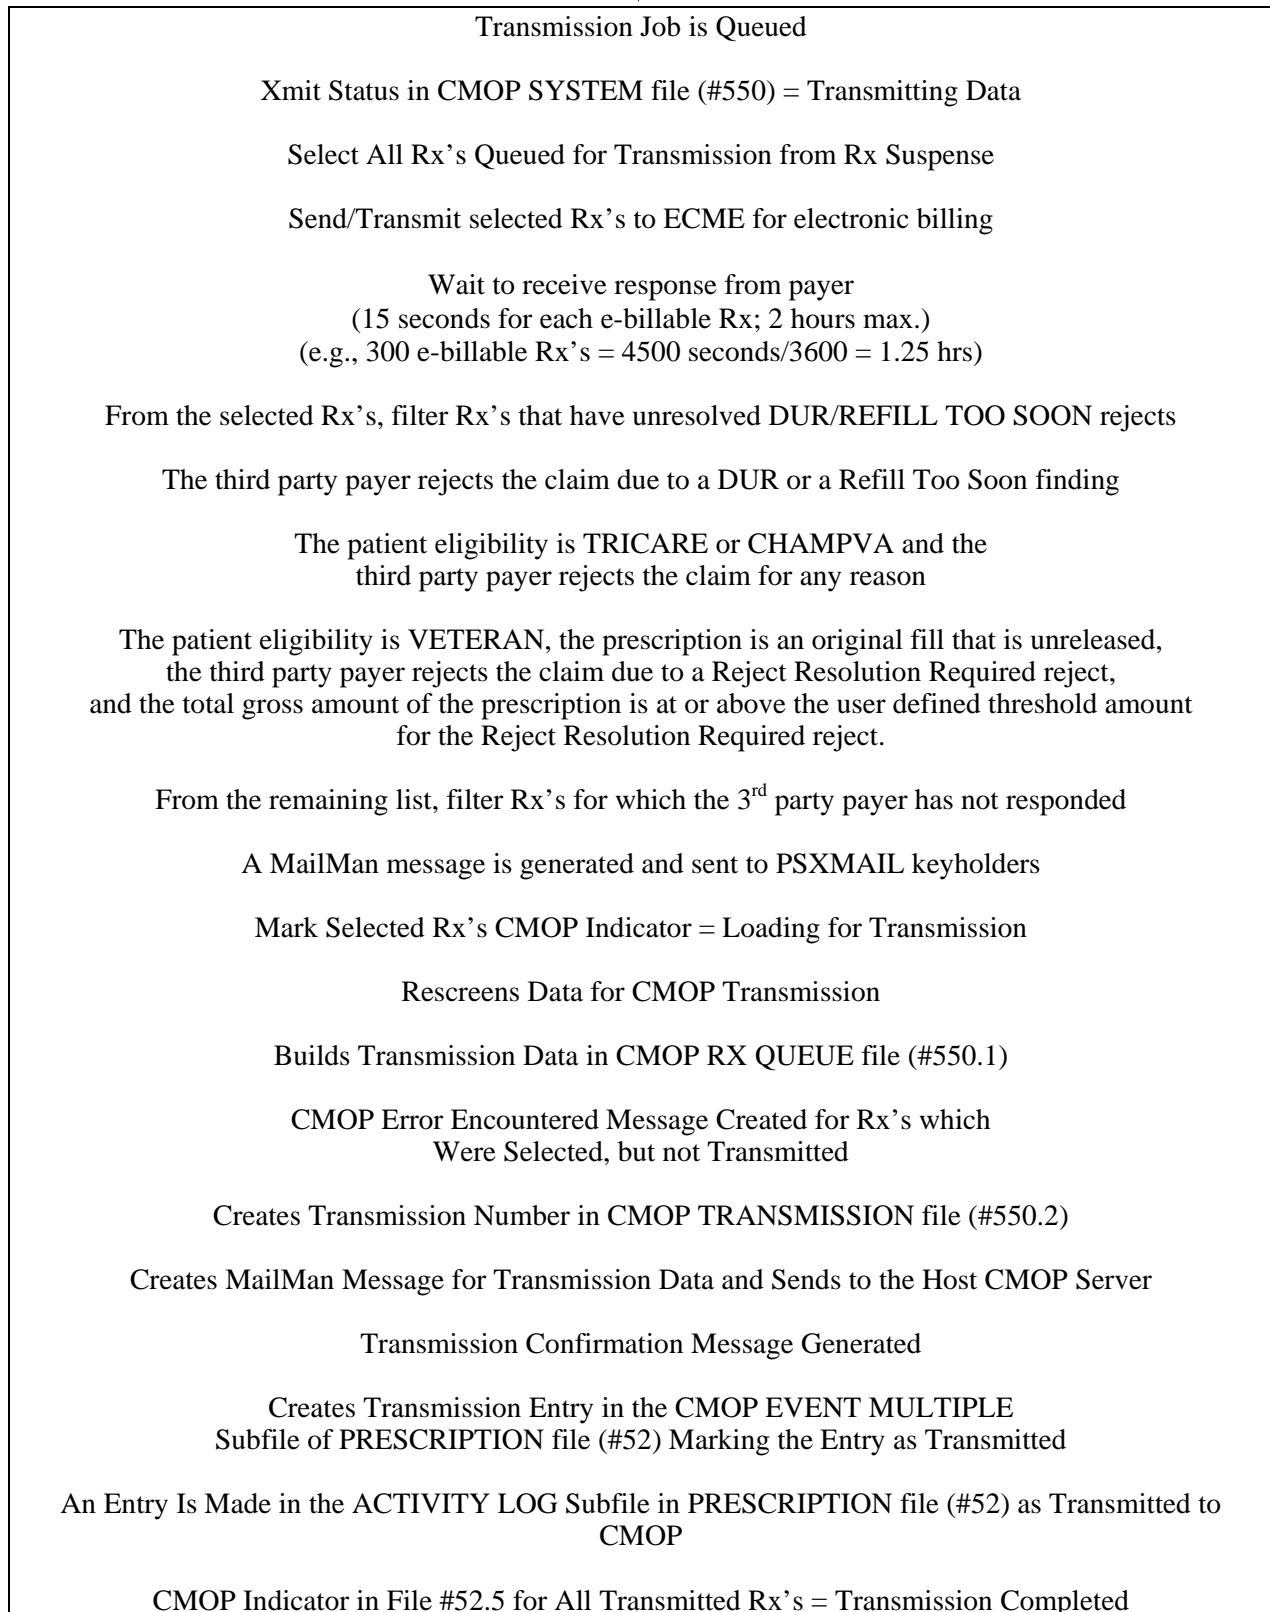 Transmission Job is Queued
Xmit Status in CMOP SYSTEM file (#550) = Transmitting Data
Select All Rx’s Queued for Transmission from Rx Suspense
Send/Transmit selected Rx’s to ECME for electronic billing
Wait to receive response from payer
(15 seconds for each e-billable Rx; 2 hours max.)
(e.g., 300 e-billable Rx’s = 4500 seconds/3600 = 1.25 hrs)
From the selected Rx’s, filter Rx’s that have unresolved DUR/REFILL TOO SOON rejects
The third party payer rejects the claim due to a DUR or a Refill Too Soon finding
The patient eligibility is TRICARE or CHAMPVA and the
third party payer rejects the claim for any reason
The patient eligibility is VETERAN, the prescription is an original fill that is unreleased,
the third party payer rejects the claim due to a Reject Resolution Required reject,
and the total gross amount of the prescription is at or above the user defined threshold amount
for the Reject Resolution Required reject.
From the remaining list, filter Rx’s for which the 3rd party payer has not responded
A MailMan message is generated and sent to PSXMAIL keyholders
Mark Selected Rx’s CMOP Indicator = Loading for Transmission
Rescreens Data for CMOP Transmission
Builds Transmission Data in CMOP RX QUEUE file (#550.1)
CMOP Error Encountered Message Created for Rx’s which
Were Selected, but not Transmitted
Creates Transmission Number in CMOP TRANSMISSION file (#550.2)
Creates MailMan Message for Transmission Data and Sends to the Host CMOP Server
Transmission Confirmation Message Generated
Creates Transmission Entry in the CMOP EVENT MULTIPLE
Subfile of PRESCRIPTION file (#52) Marking the Entry as Transmitted
An Entry Is Made in the ACTIVITY LOG Subfile in PRESCRIPTION file (#52) as Transmitted to
CMOP
CMOP Indicator in File #52.5 for All Transmitted Rx’s = Transmission Completed